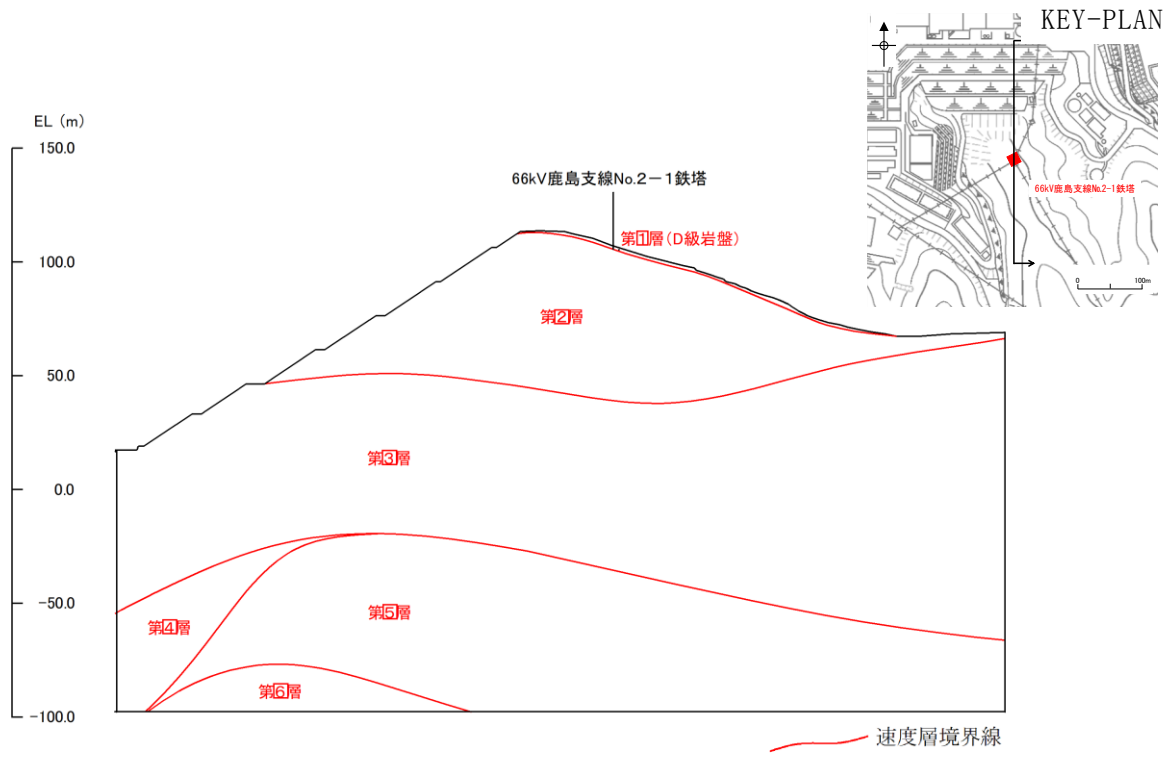 KEY-PLAN
66kV鹿島支線No.2-1鉄塔
0
100m
EL (m)
150.0
100.0
50.0
0.0
-50.0
-100.0
66kV鹿島支線No.2-1鉄塔
第1層(D級岩盤)
第2層
第3層
第4層
第5層
第6層
速度層境界線